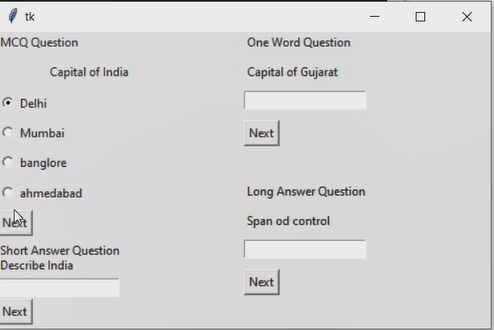 tk
MCQ Question
Capital of India
Delhi
Mumbai
banglore
ahmedabad
Next
Short Answer Question
Describe India
Next
One Word Question
Capital of Gujarat
Next
Long Answer Question
Span od control
Next